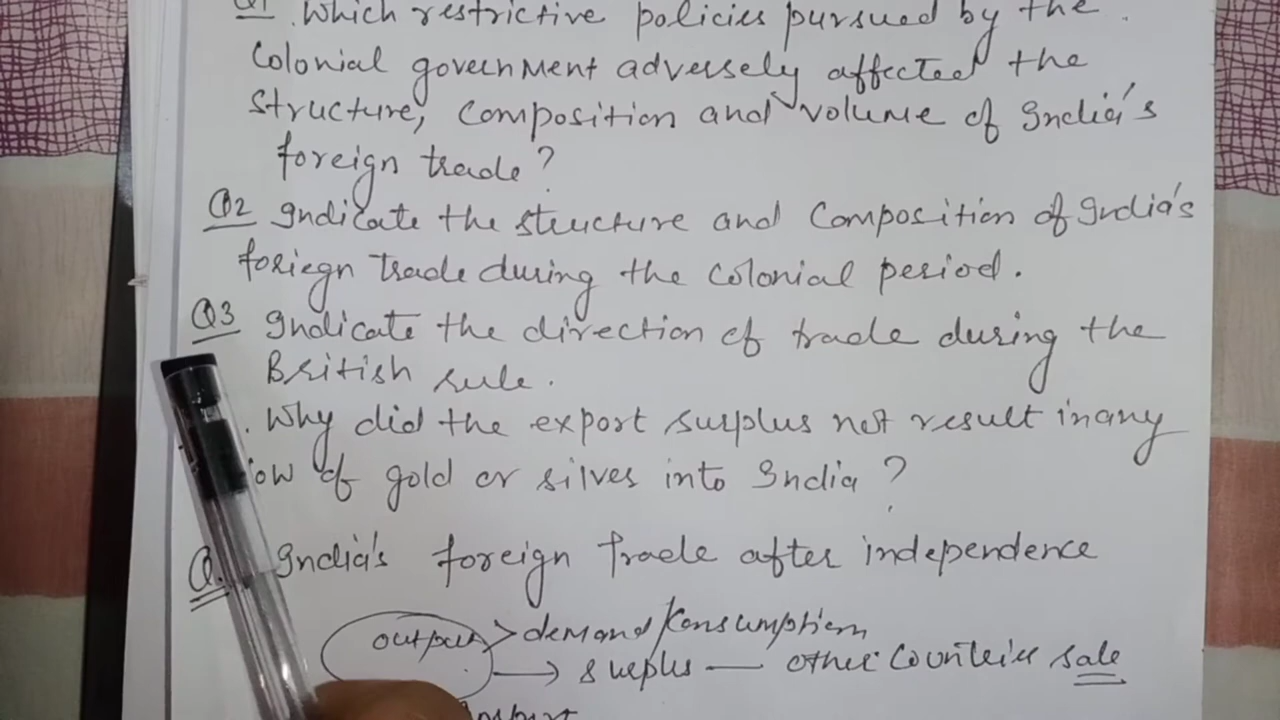 Q1. Which restrictive policies pursued by the
Colonial government adversely affected the
Structure, Composition and volume of India's
foreign trade?
Q2 Indicate the structure and Composition of India's
foriegn trade during the colonial period.
Q3 Indicate the direction of trade during the
British rule.
. Why did the export surplus not result in any
of gold or silver into India?
Q. India's foreign Trade after independence
output > demand/Consumption
→ surplus — other Countries sale